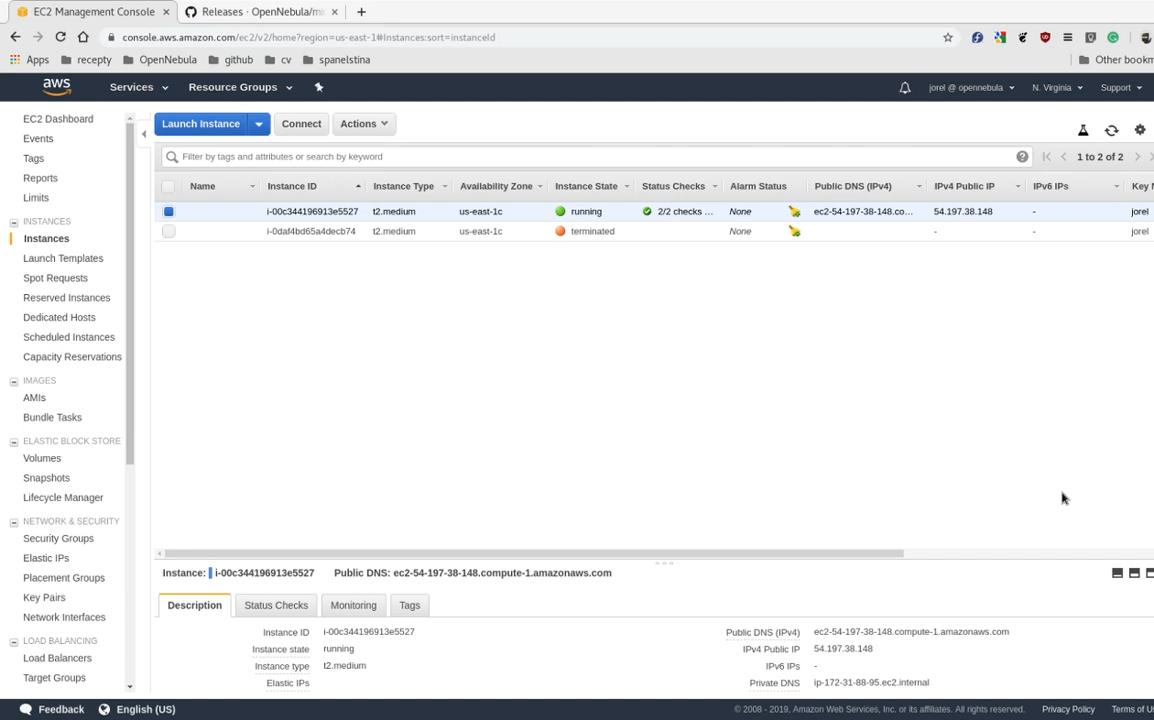 EC2 Management Console
Releases · OpenNebula/mi
console.aws.amazon.com/ec2/v2/home?region=us-east-1#Instances:sort=instanceId
Apps recepty OpenNebula github cv spanelstina Other bookm
aws Services Resource Groups jorel @ opennebula N. Virginia Support
EC2 Dashboard
Events
Tags
Reports
Limits
INSTANCES
Instances
Launch Templates
Spot Requests
Reserved Instances
Dedicated Hosts
Scheduled Instances
Capacity Reservations
IMAGES
AMIs
Bundle Tasks
ELASTIC BLOCK STORE
Volumes
Snapshots
Lifecycle Manager
NETWORK & SECURITY
Security Groups
Elastic IPs
Placement Groups
Key Pairs
Network Interfaces
LOAD BALANCING
Load Balancers
Target Groups
Launch Instance Connect Actions
Filter by tags and attributes or search by keyword 1 to 2 of 2
Name Instance ID Instance Type Availability Zone Instance State Status Checks Alarm Status Public DNS (IPv4) IPv4 Public IP IPv6 IPs Key N
i-00c344196913e5527 t2.medium us-east-1c running 2/2 checks ... None ec2-54-197-38-148.co... 54.197.38.148 - jorel
i-0daf4bd65a4decb74 t2.medium us-east-1c terminated None - - jorel
Instance: i-00c344196913e5527 Public DNS: ec2-54-197-38-148.compute-1.amazonaws.com
Description Status Checks Monitoring Tags
Instance ID i-00c344196913e5527 Public DNS (IPv4) ec2-54-197-38-148.compute-1.amazonaws.com
Instance state running IPv4 Public IP 54.197.38.148
Instance type t2.medium IPv6 IPs -
Elastic IPs Private DNS ip-172-31-88-95.ec2.internal
Feedback English (US) © 2008 - 2019, Amazon Web Services, Inc. or its affiliates. All rights reserved. Privacy Policy Terms of U